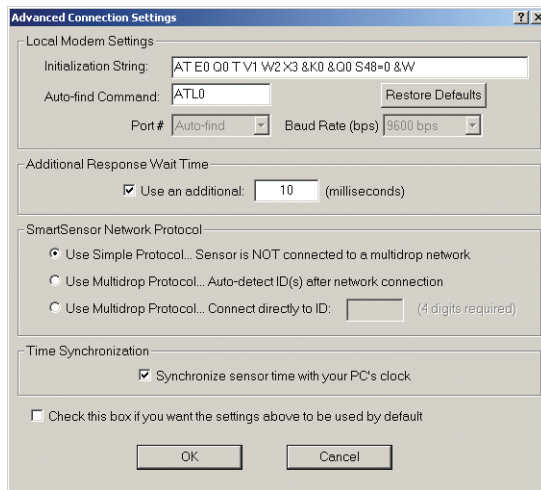 Advanced Connection Settings
Local Modem Settings
Initialization String: AT E0 Q0 T V1 W2 X3 &K0 &Q0 S48=0 &W
Auto-find Command: ATL0 Restore Defaults
Port # Auto-find Baud Rate (bps) 9600 bps
Additional Response Wait Time
Use an additional: 10 (milliseconds)
SmartSensor Network Protocol
Use Simple Protocol... Sensor is NOT connected to a multidrop network
Use Multidrop Protocol... Auto-detect ID(s) after network connection
Use Multidrop Protocol... Connect directly to ID: (4 digits required)
Time Synchronization
Synchronize sensor time with your PC's clock
Check this box if you want the settings above to be used by default
OK Cancel